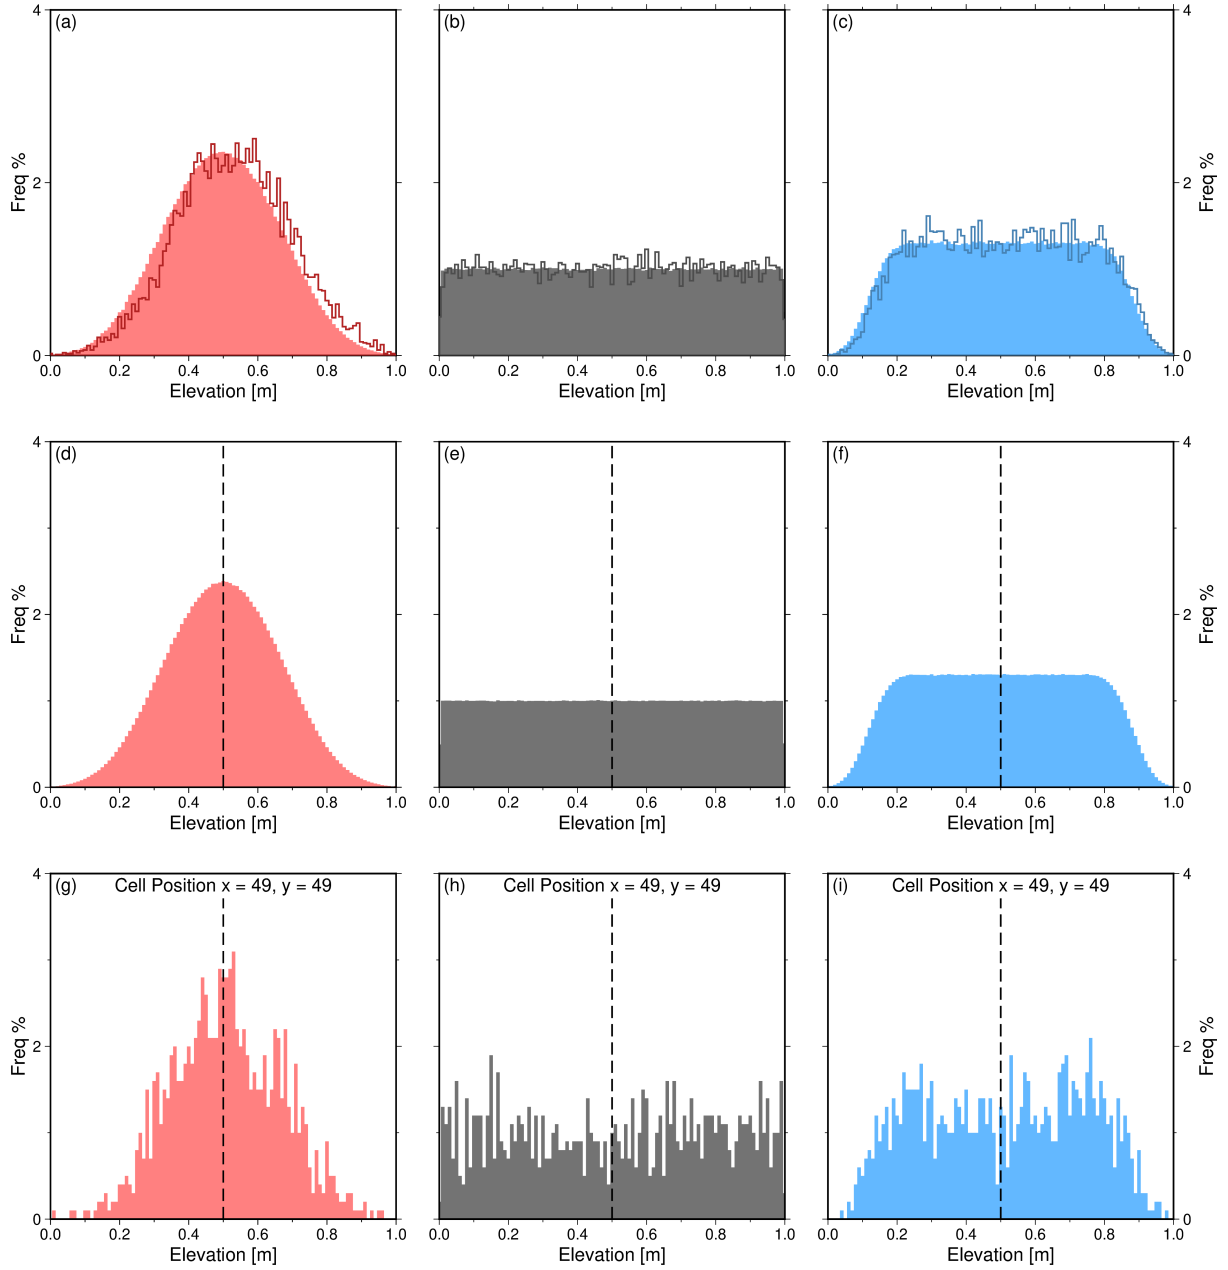 (a) (b) (c)
4 4
2 2
0 0
Freq % Freq %
0.0 0.2 0.4 0.6 0.8 1.0 0.0 0.2 0.4 0.6 0.8 1.0 0.0 0.2 0.4 0.6 0.8 1.0
Elevation [m] Elevation [m] Elevation [m]
(d) (e) (f)
4 4
2 2
0 0
Freq % Freq %
0.0 0.2 0.4 0.6 0.8 1.0 0.0 0.2 0.4 0.6 0.8 1.0 0.0 0.2 0.4 0.6 0.8 1.0
Elevation [m] Elevation [m] Elevation [m]
(g) Cell Position x = 49, y = 49 (h) Cell Position x = 49, y = 49 (i) Cell Position x = 49, y = 49
4 4
2 2
0 0
Freq % Freq %
0.0 0.2 0.4 0.6 0.8 1.0 0.0 0.2 0.4 0.6 0.8 1.0 0.0 0.2 0.4 0.6 0.8 1.0
Elevation [m] Elevation [m] Elevation [m]